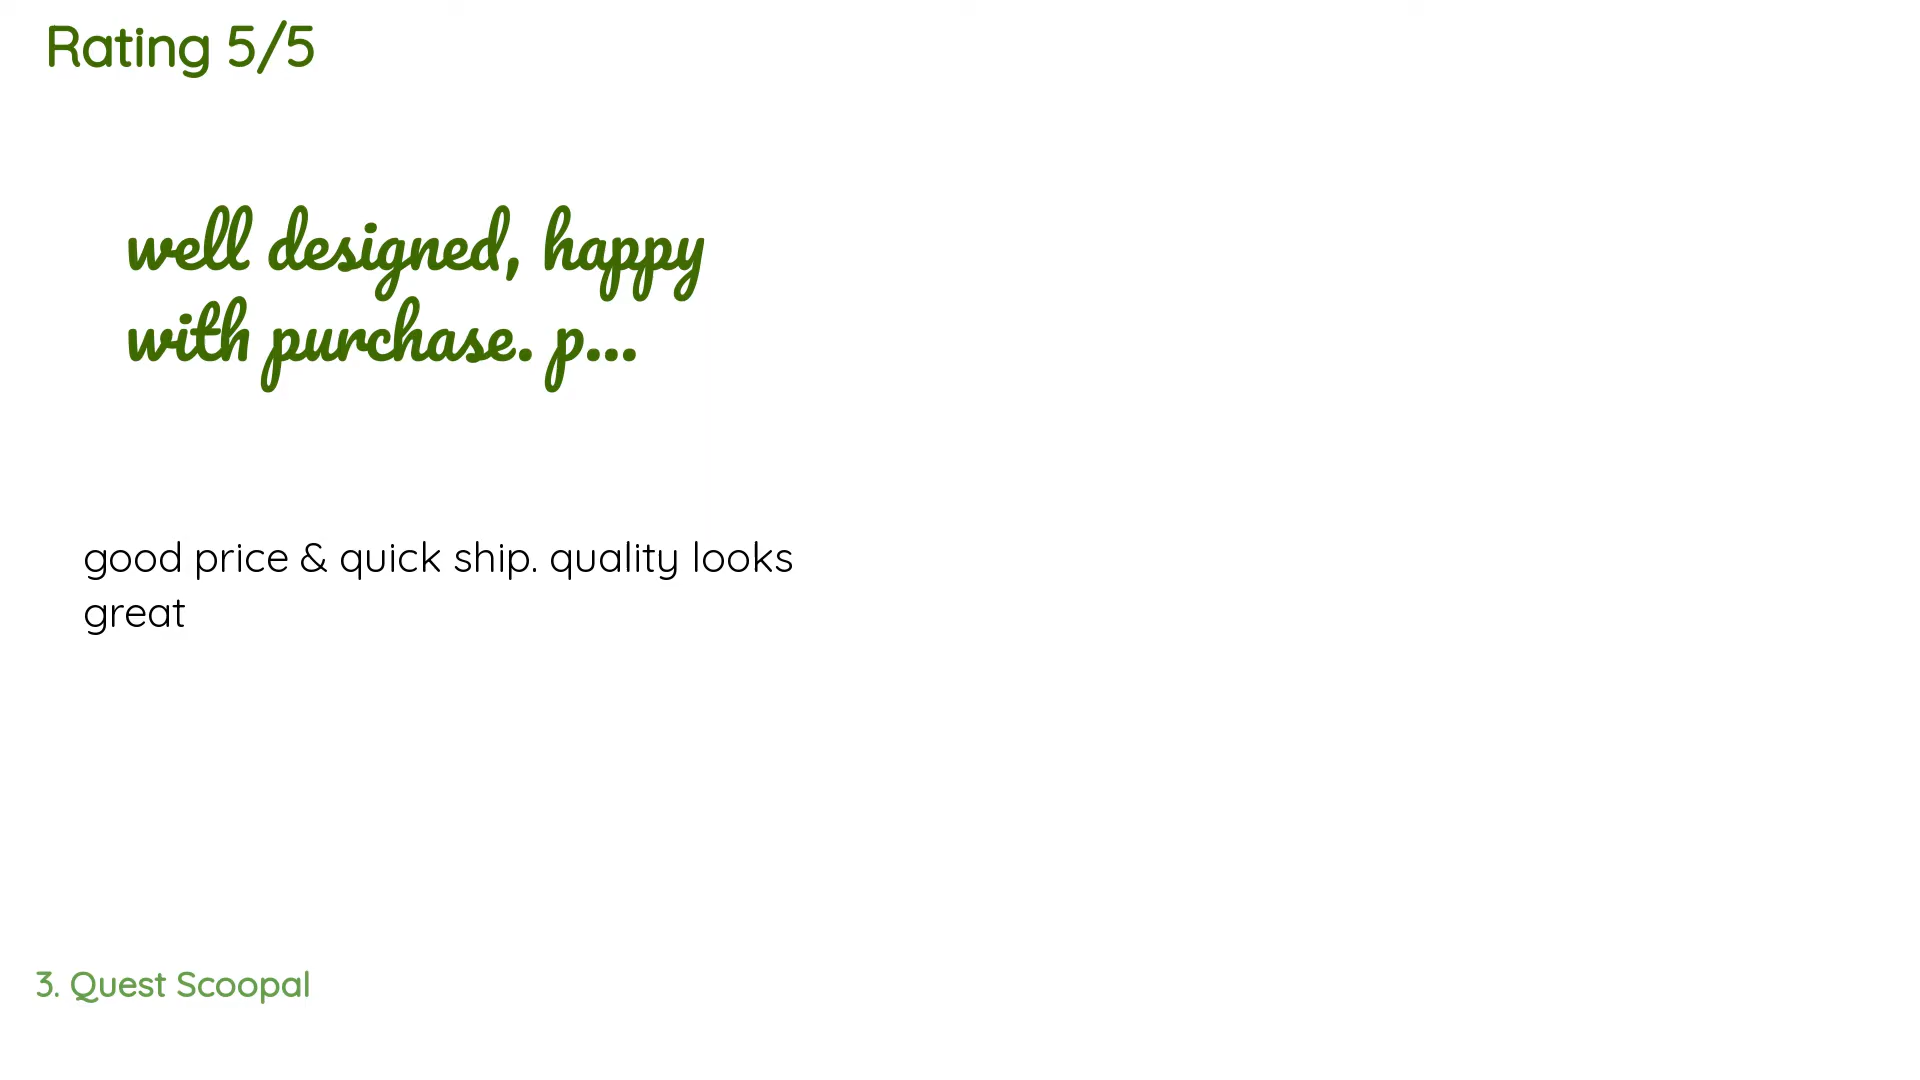 Rating 5/5
well designed, happy
with purchase. p...
good price & quick ship. quality looks
great
3. Quest Scoopal